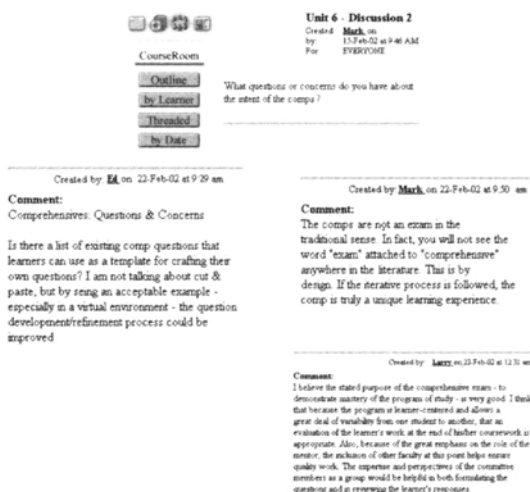 Unit 6 - Discussion 2
Created Mark on
by: 15-Feb-02 at 9:46 AM
For EVERYONE
CourseRoom
Outline
by Learner
Threaded
by Date
What questions or concerns do you have about
the intent of the comps ?
Created by: Ed on 22-Feb-02 at 9:29 am
Comment:
Comprehensives: Questions & Concerns
Is there a list of existing comp questions that
learners can use as a template for crafting their
own questions? I am not talking about cut &
paste, but by seing an acceptable example -
especially in a virtual environment - the question
development/refinement process could be
improved
Created by Mark on 22-Feb-02 at 9:50 am
Comment:
The comps are not an exam in the
traditional sense. In fact, you will not see the
word "exam" attached to "comprehensive"
anywhere in the literature. This is by
design. If the iterative process is followed, the
comp is truly a unique learning experience.
Created by Larry on 22-Feb-02 at 12:31 am
Comment:
I believe the stated purpose of the comprehensive exam - to
demonstrate mastery of the program of study - is very good. I think
that because the program is learner-centered and allows a
great deal of variability from one student to another, that an
evaluation of the learner's work at the end of his/her coursework is
appropriate. Also, because of the great emphasis on the role of the
mentor, the inclusion of other faculty at this point helps ensure
quality work. The expertise and perspectives of the committee
members as a group would be helpful in both formulating the
questions and in reviewing the learner's responses.